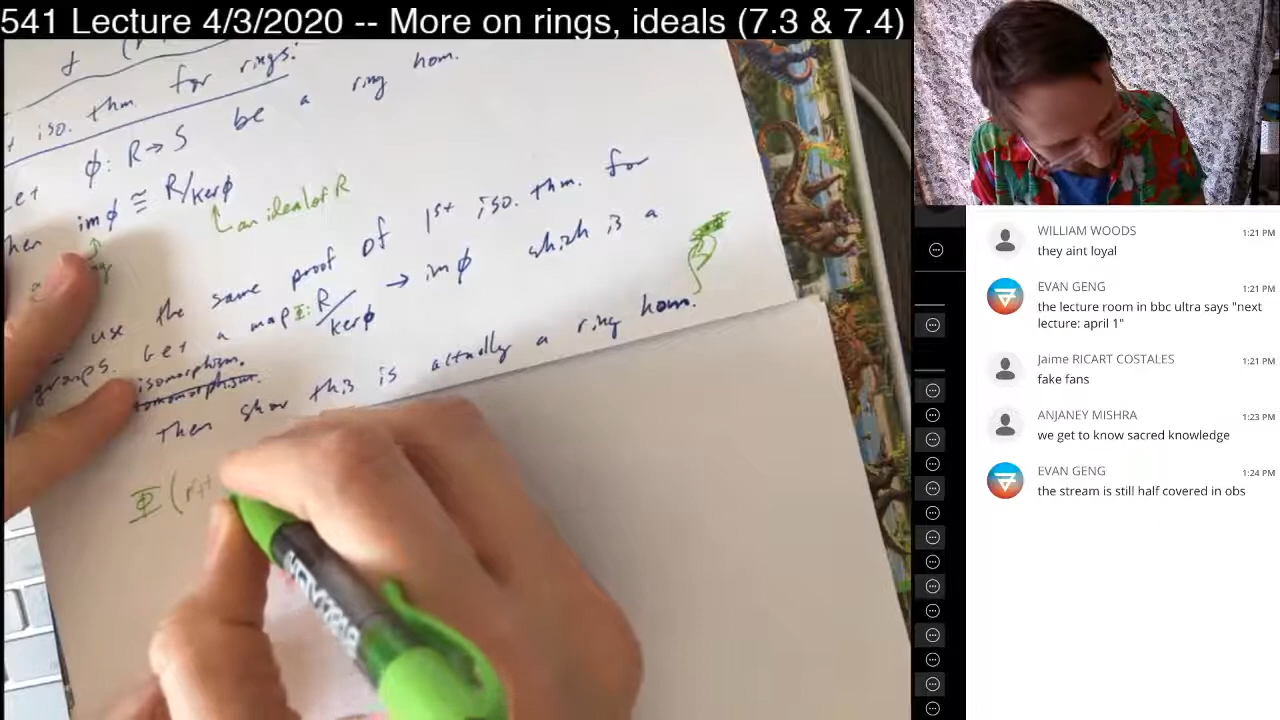 541 Lecture 4/3/2020 -- More on rings, ideals (7.3 & 7.4)
iso. thm. for rings:
φ: R → S be a ring hom.
im φ ≅ R/ker φ
an ideal of R
use the same proof of 1st iso. thm. for
groups. Get a map Φ: R/ker φ → im φ which is a
isomorphism.
Then show this is actually a ring hom.
Φ (r+
WILLIAM WOODS 1:21 PM
they aint loyal
EVAN GENG 1:21 PM
the lecture room in bbc ultra says "next
lecture: april 1"
Jaime RICART COSTALES 1:21 PM
fake fans
ANJANEY MISHRA 1:23 PM
we get to know sacred knowledge
EVAN GENG 1:24 PM
the stream is still half covered in obs